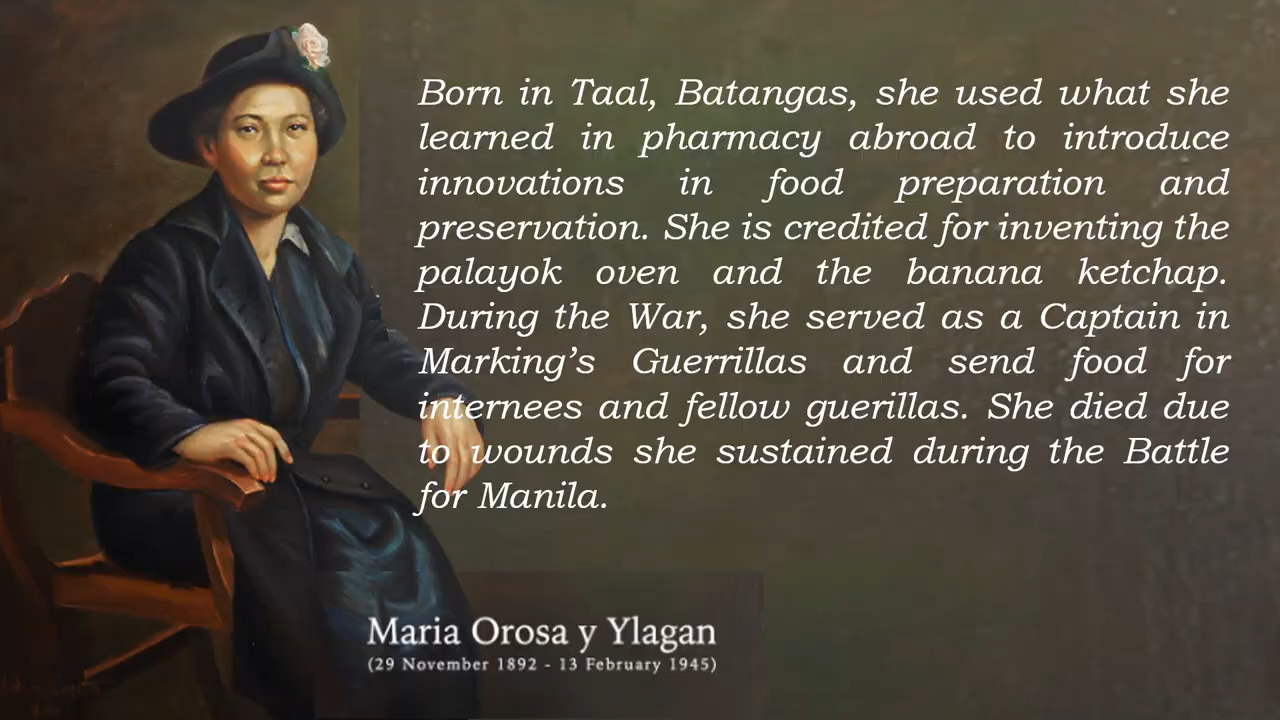 Born in Taal, Batangas, she used what she
learned in pharmacy abroad to introduce
innovations in food preparation and
preservation. She is credited for inventing the
palayok oven and the banana ketchap.
During the War, she served as a Captain in
Marking’s Guerrillas and send food for
internees and fellow guerillas. She died due
to wounds she sustained during the Battle
for Manila.
Maria Orosa y Ylagan
(29 November 1892 - 13 February 1945)